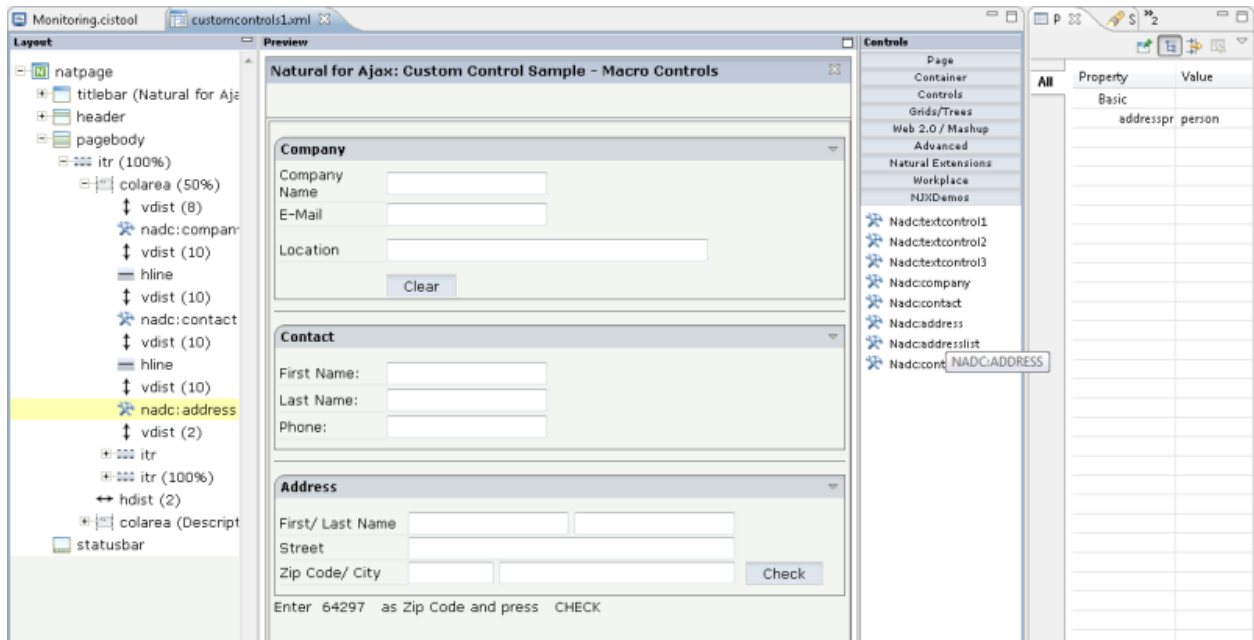 Monitoring.cistool
customcontrols1.xml
P
S
»2
Layout
natpage
titlebar (Natural for Aja
header
pagebody
itr (100%)
colarea (50%)
vdist (8)
nadc:compan
vdist (10)
hline
vdist (10)
nadc:contact
vdist (10)
hline
vdist (10)
nadc:address
vdist (2)
itr
itr (100%)
hdist (2)
colarea (Descript
statusbar
Preview
Natural for Ajax: Custom Control Sample - Macro Controls
Company
Company Name
E-Mail
Location
Clear
Contact
First Name:
Last Name:
Phone:
Address
First/ Last Name
Street
Zip Code/ City
Check
Enter 64297 as Zip Code and press CHECK
Controls
Page
Container
Controls
Grids/Trees
Web 2.0 / Mashup
Advanced
Natural Extensions
Workplace
NJXDemos
Nadc:textcontrol1
Nadc:textcontrol2
Nadc:textcontrol3
Nadc:company
Nadc:contact
Nadc:address
Nadc:addresslist
Nadc:cont
NADC:ADDRESS
All
Property Value
Basic
addresspr person